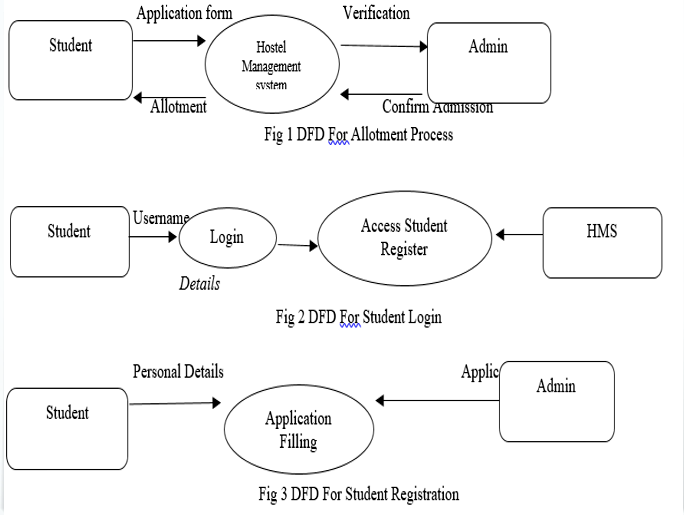 Application form
Verification
Student
Hostel
Management
system
Admin
Allotment
Confirm Admission
Fig 1 DFD For Allotment Process
Student
Username
Login
Access Student
Register
HMS
Details
Fig 2 DFD For Student Login
Personal Details
Applic
Student
Application
Filling
Admin
Fig 3 DFD For Student Registration